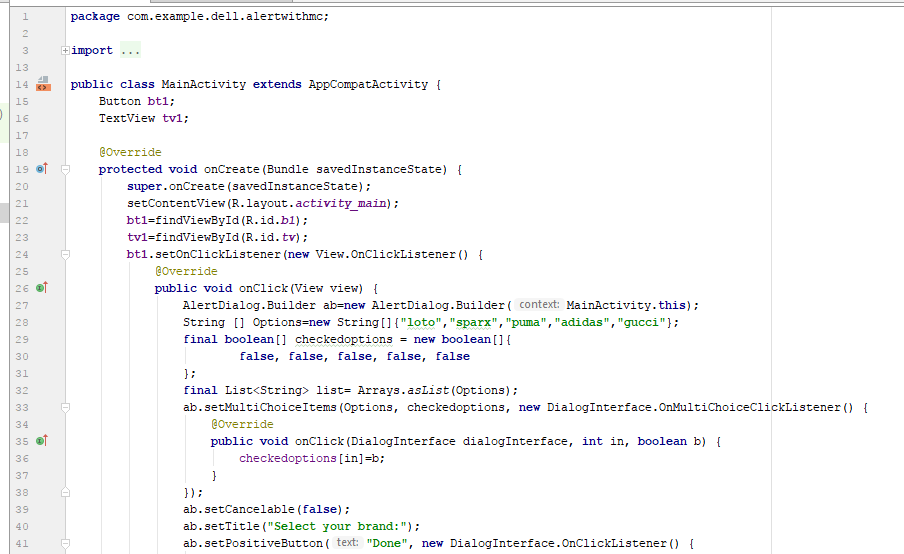 1 package com.example.dell.alertwithmc;
2
3 import ...
13
14 public class MainActivity extends AppCompatActivity {
15 Button bt1;
16 TextView tv1;
17
18 @Override
19 protected void onCreate(Bundle savedInstanceState) {
20 super.onCreate(savedInstanceState);
21 setContentView(R.layout.activity_main);
22 bt1=findViewById(R.id.b1);
23 tv1=findViewById(R.id.tv);
24 bt1.setOnClickListener(new View.OnClickListener() {
25 @Override
26 public void onClick(View view) {
27 AlertDialog.Builder ab=new AlertDialog.Builder( context: MainActivity.this);
28 String [] Options=new String[]{"loto","sparx","puma","adidas","gucci"};
29 final boolean[] checkedoptions = new boolean[]{
30 false, false, false, false, false
31 };
32 final List<String> list= Arrays.asList(Options);
33 ab.setMultiChoiceItems(Options, checkedoptions, new DialogInterface.OnMultiChoiceClickListener() {
34 @Override
35 public void onClick(DialogInterface dialogInterface, int in, boolean b) {
36 checkedoptions[in]=b;
37 }
38 });
39 ab.setCancelable(false);
40 ab.setTitle("Select your brand:");
41 ab.setPositiveButton( text: "Done", new DialogInterface.OnClickListener() {